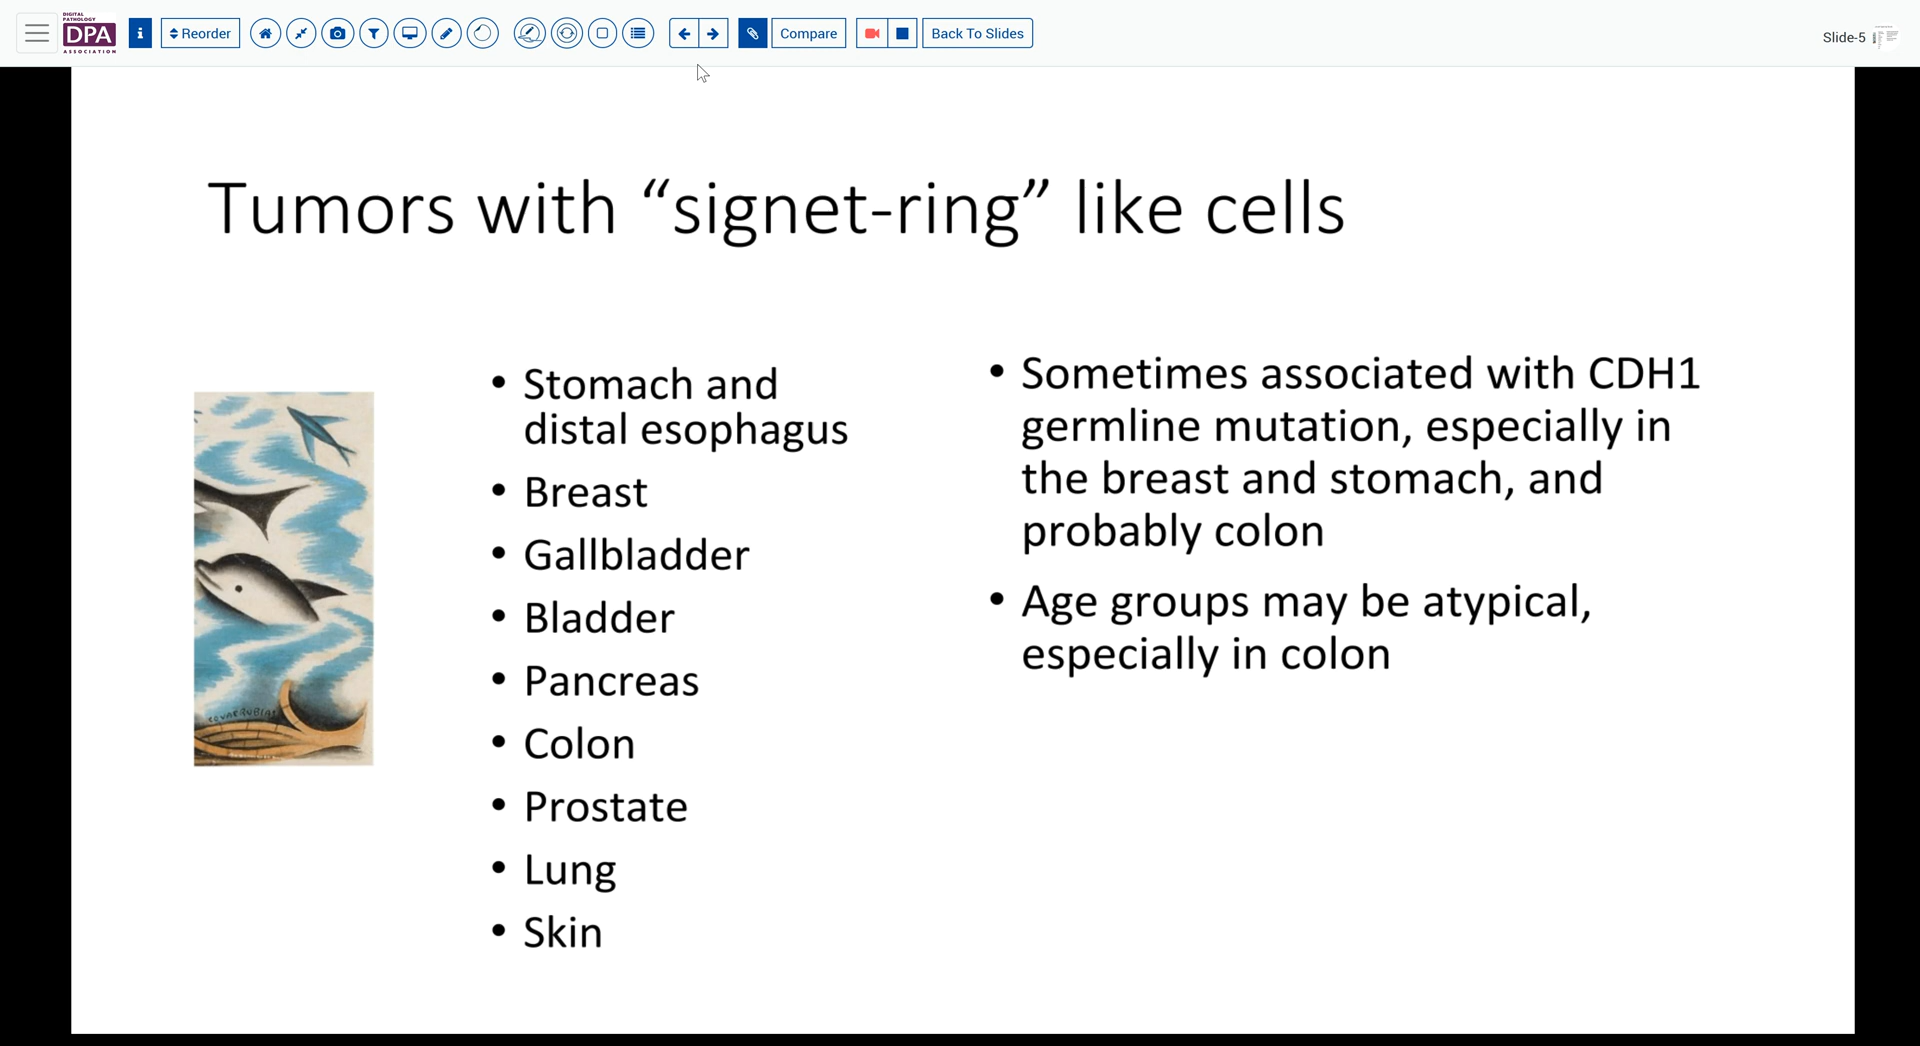 DIGITAL
PATHOLOGY
DPA
ASSOCIATION
i
Reorder
Compare
Back To Slides
Slide-5
Tumors with “signet-ring” like cells
• Stomach and
distal esophagus
• Breast
• Gallbladder
• Bladder
• Pancreas
• Colon
• Prostate
• Lung
• Skin
• Sometimes associated with CDH1
germline mutation, especially in
the breast and stomach, and
probably colon
• Age groups may be atypical,
especially in colon